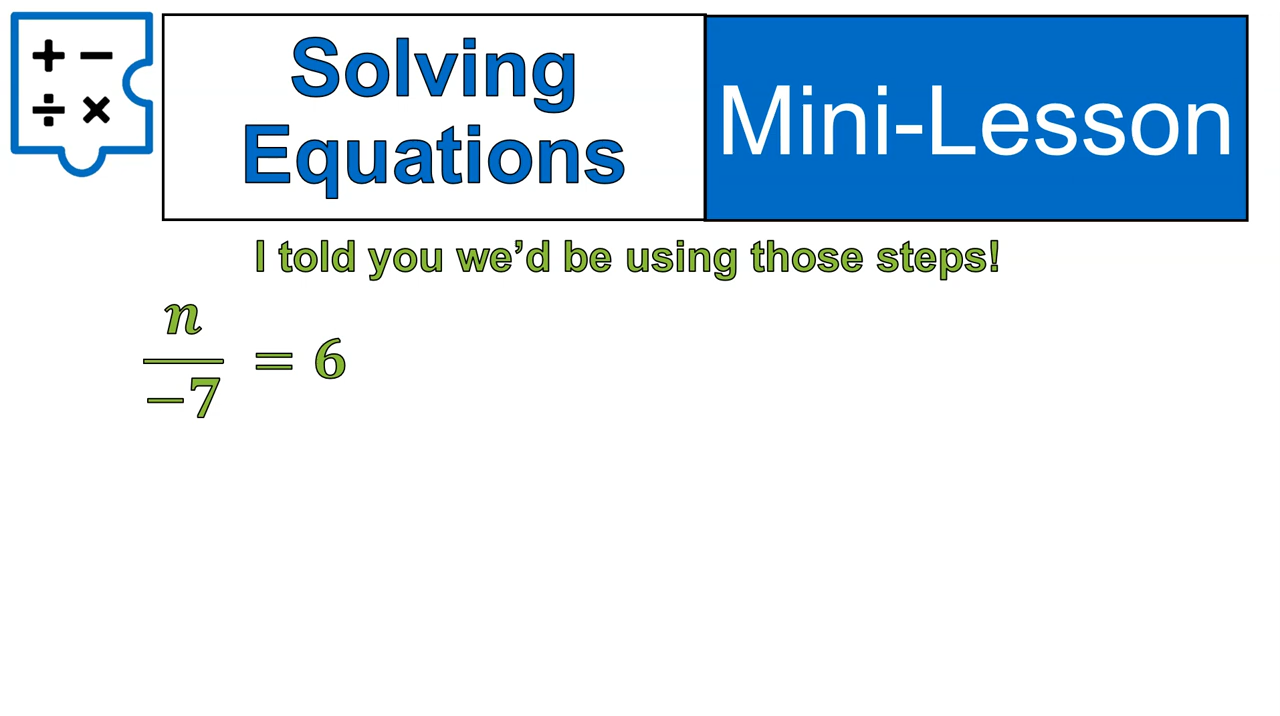 + −
÷ ×
Solving
Equations
Mini-Lesson
I told you we’d be using those steps!
n
— = 6
−7